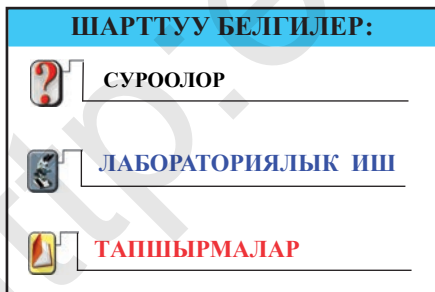 ШАРТТУУ БЕЛГИЛЕР:
СУРООЛОР
ЛАБОРАТОРИЯЛЫК ИШ
ТАПШЫРМАЛАР